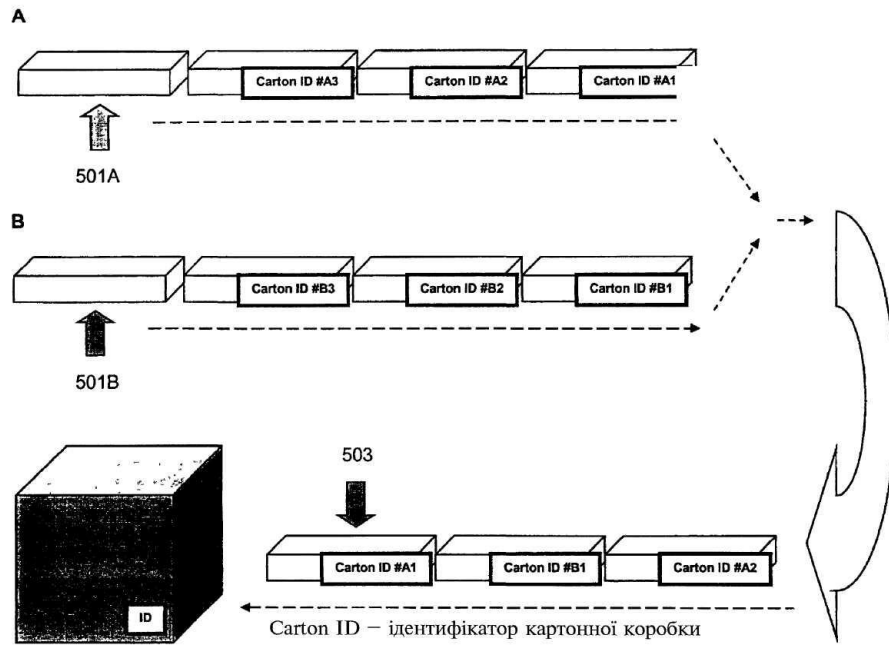 A
Carton ID #A3 Carton ID #A2 Carton ID #A1
501A
B
Carton ID #B3 Carton ID #B2 Carton ID #B1
501B
503
Carton ID #A1 Carton ID #B1 Carton ID #A2
ID
Carton ID – ідентифікатор картонної коробки